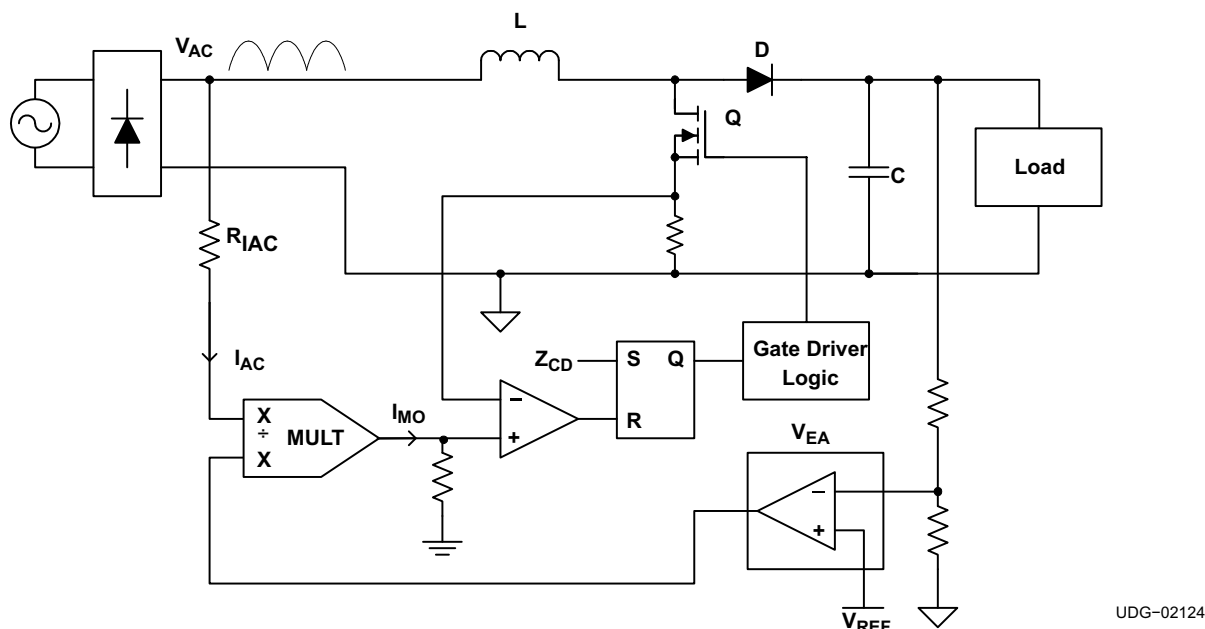 L
V_AC
D
Q
C
Load
R_IAC
I_AC
Z_CD
S Q
R
Gate Driver
Logic
X
÷
X
MULT
I_MO
−
+
V_EA
−
+
V_REF
UDG−02124